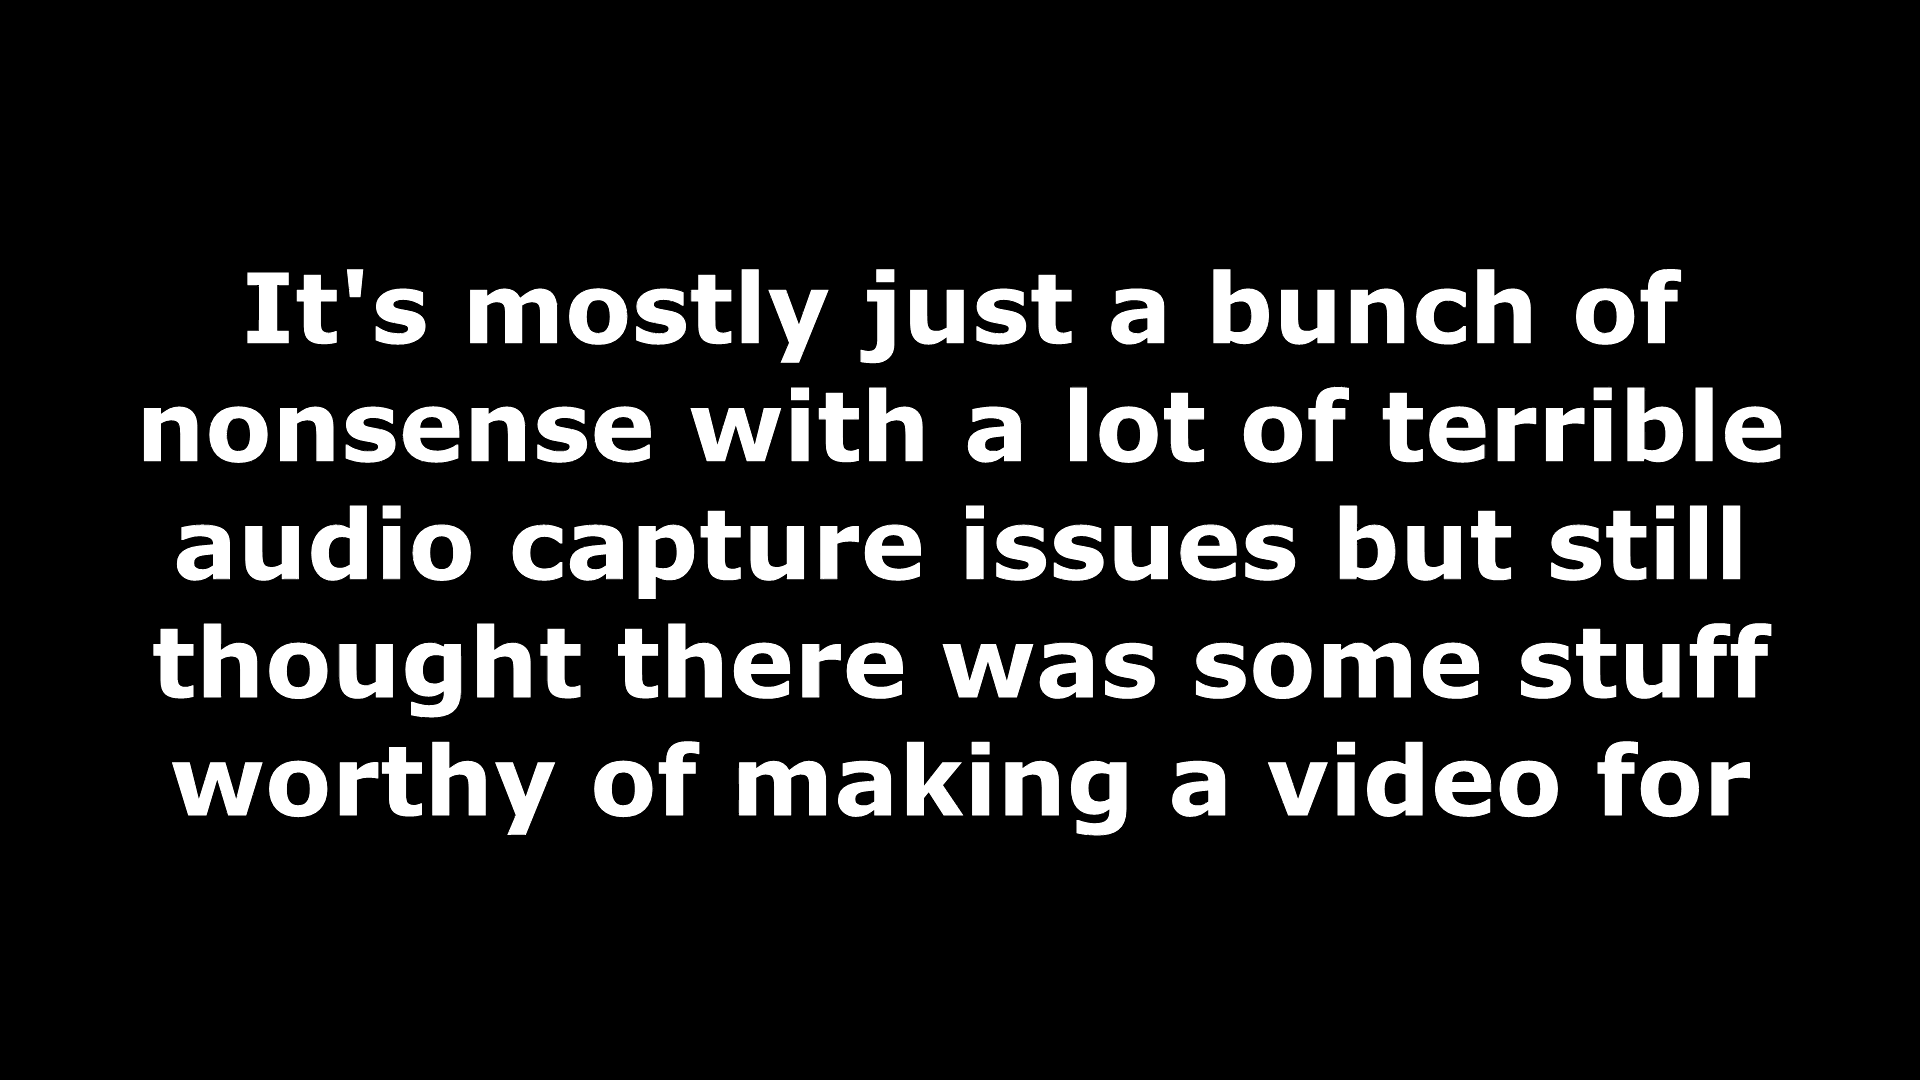 It's mostly just a bunch of
nonsense with a lot of terrible
audio capture issues but still
thought there was some stuff
worthy of making a video for